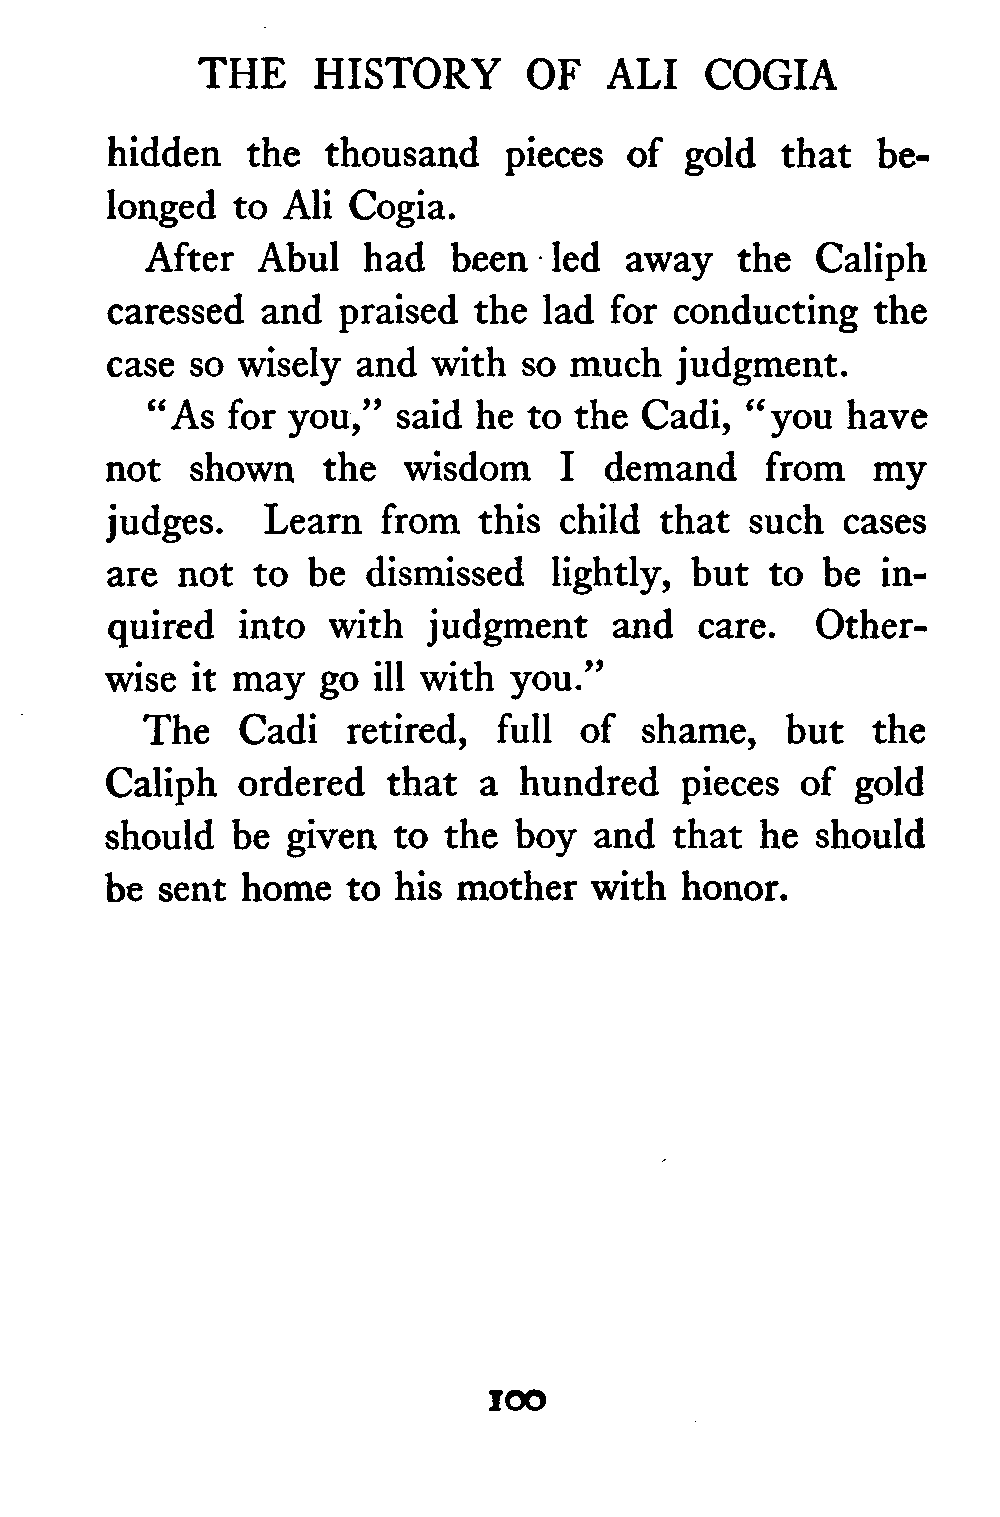 THE HISTORY OF ALI COGIA
hidden the thousand pieces of gold that be-
longed to Ali Cogia.
After Abul had been led away the Caliph
caressed and praised the lad for conducting the
case so wisely and with so much judgment.
“As for you,” said he to the Cadi, “you have
not shown the wisdom I demand from my
judges. Learn from this child that such cases
are not to be dismissed lightly, but to be in-
quired into with judgment and care. Other-
wise it may go ill with you.”
The Cadi retired, full of shame, but the
Caliph ordered that a hundred pieces of gold
should be given to the boy and that he should
be sent home to his mother with honor.
100